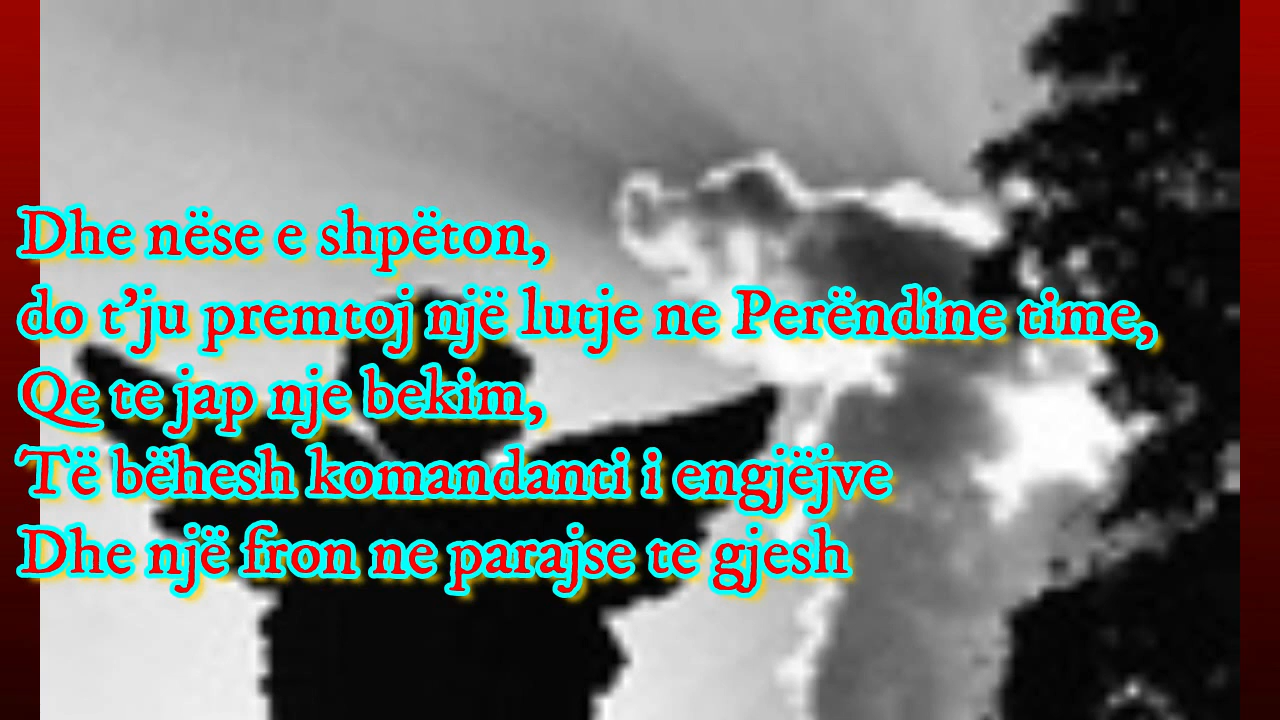 Dhe nëse e shpëton,
do t'ju premtoj një lutje ne Perëndine time,
Qe te jap nje bekim,
Të bëhesh komandanti i engjëjve
Dhe një fron ne parajse te gjesh